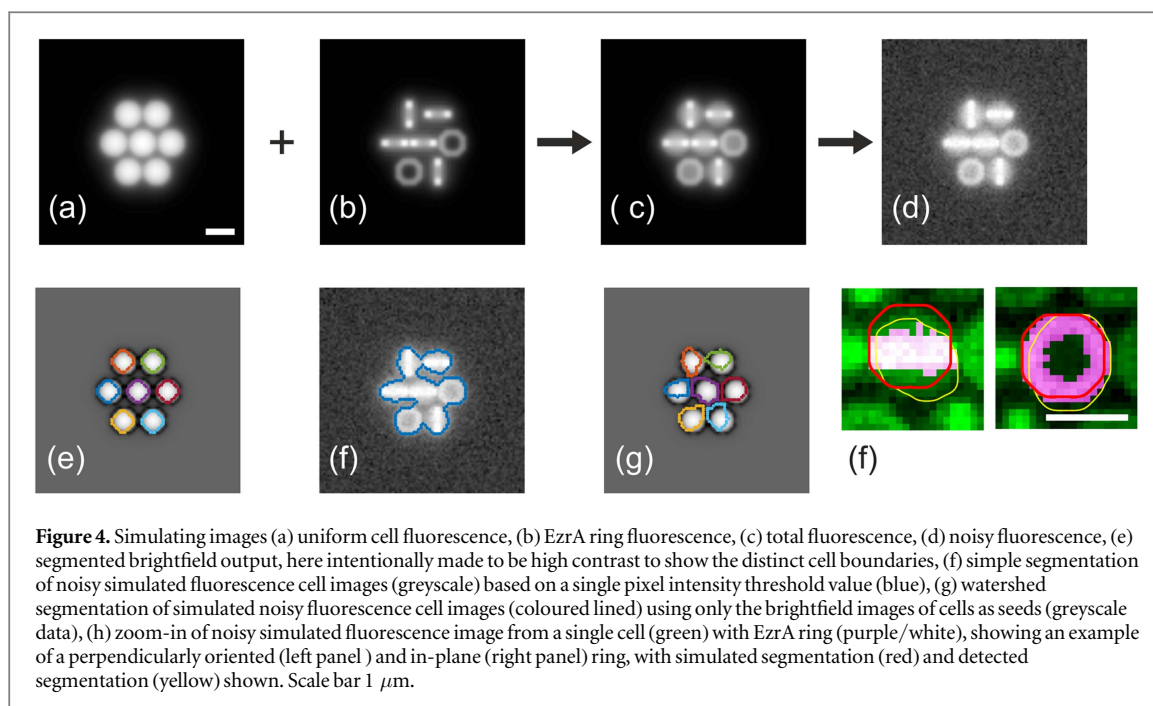 (a)
+
(b)
( c)
(d)
(e)
(f)
(g)
(f)
Figure 4. Simulating images (a) uniform cell fluorescence, (b) EzrA ring fluorescence, (c) total fluorescence, (d) noisy fluorescence, (e)
segmented brightfield output, here intentionally made to be high contrast to show the distinct cell boundaries, (f) simple segmentation
of noisy simulated fluorescence cell images (greyscale) based on a single pixel intensity threshold value (blue), (g) watershed
segmentation of simulated noisy fluorescence cell images (coloured lined) using only the brightfield images of cells as seeds (greyscale
data), (h) zoom-in of noisy simulated fluorescence image from a single cell (green) with EzrA ring (purple/white), showing an example
of a perpendicularly oriented (left panel ) and in-plane (right panel) ring, with simulated segmentation (red) and detected
segmentation (yellow) shown. Scale bar 1 μm.